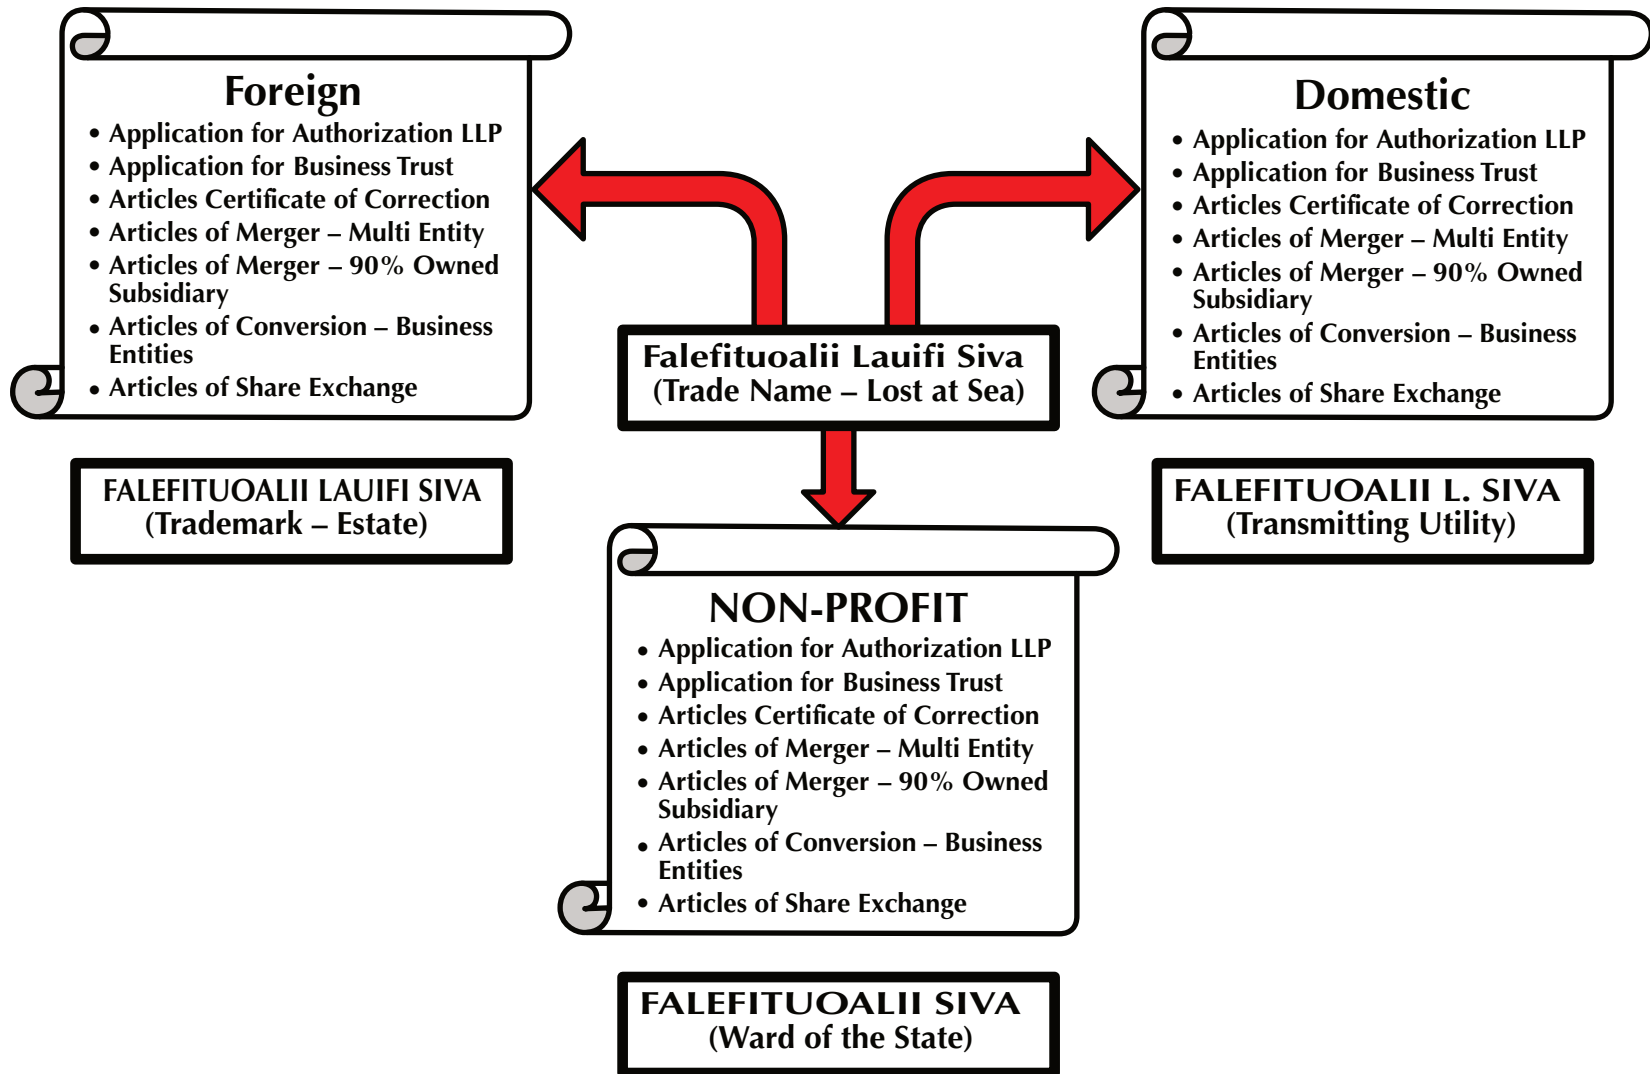 Foreign
• Application for Authorization LLP
• Application for Business Trust
• Articles Certificate of Correction
• Articles of Merger – Multi Entity
• Articles of Merger – 90% Owned
Subsidiary
• Articles of Conversion – Business
Entities
• Articles of Share Exchange
FALEFITUOALII LAUIFI SIVA
(Trademark – Estate)
Falefituoalii Lauifi Siva
(Trade Name – Lost at Sea)
Domestic
• Application for Authorization LLP
• Application for Business Trust
• Articles Certificate of Correction
• Articles of Merger – Multi Entity
• Articles of Merger – 90% Owned
Subsidiary
• Articles of Conversion – Business
Entities
• Articles of Share Exchange
FALEFITUOALII L. SIVA
(Transmitting Utility)
NON-PROFIT
• Application for Authorization LLP
• Application for Business Trust
• Articles Certificate of Correction
• Articles of Merger – Multi Entity
• Articles of Merger – 90% Owned
Subsidiary
• Articles of Conversion – Business
Entities
• Articles of Share Exchange
FALEFITUOALII SIVA
(Ward of the State)